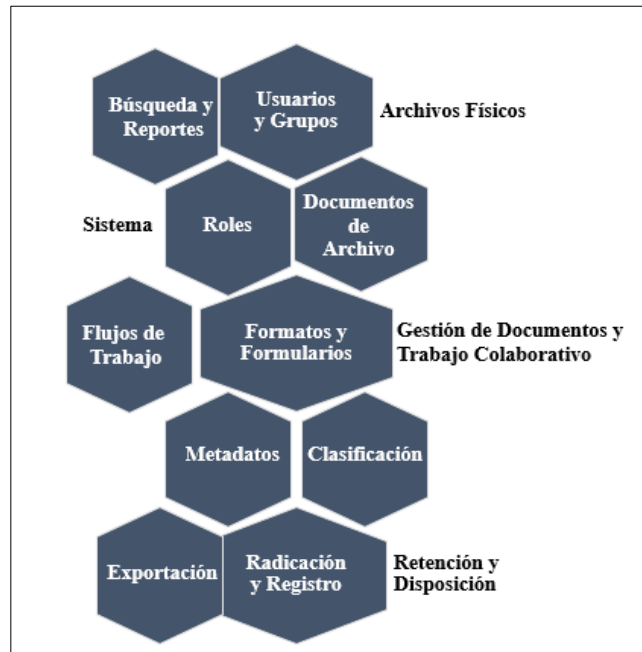 Búsqueda y
Reportes
Usuarios
y Grupos
Archivos Físicos
Sistema
Roles
Documentos
de
Archivo
Flujos de
Trabajo
Formatos y
Formularios
Gestión de Documentos y
Trabajo Colaborativo
Metadatos
Clasificación
Exportación
Radicación
y Registro
Retención y
Disposición